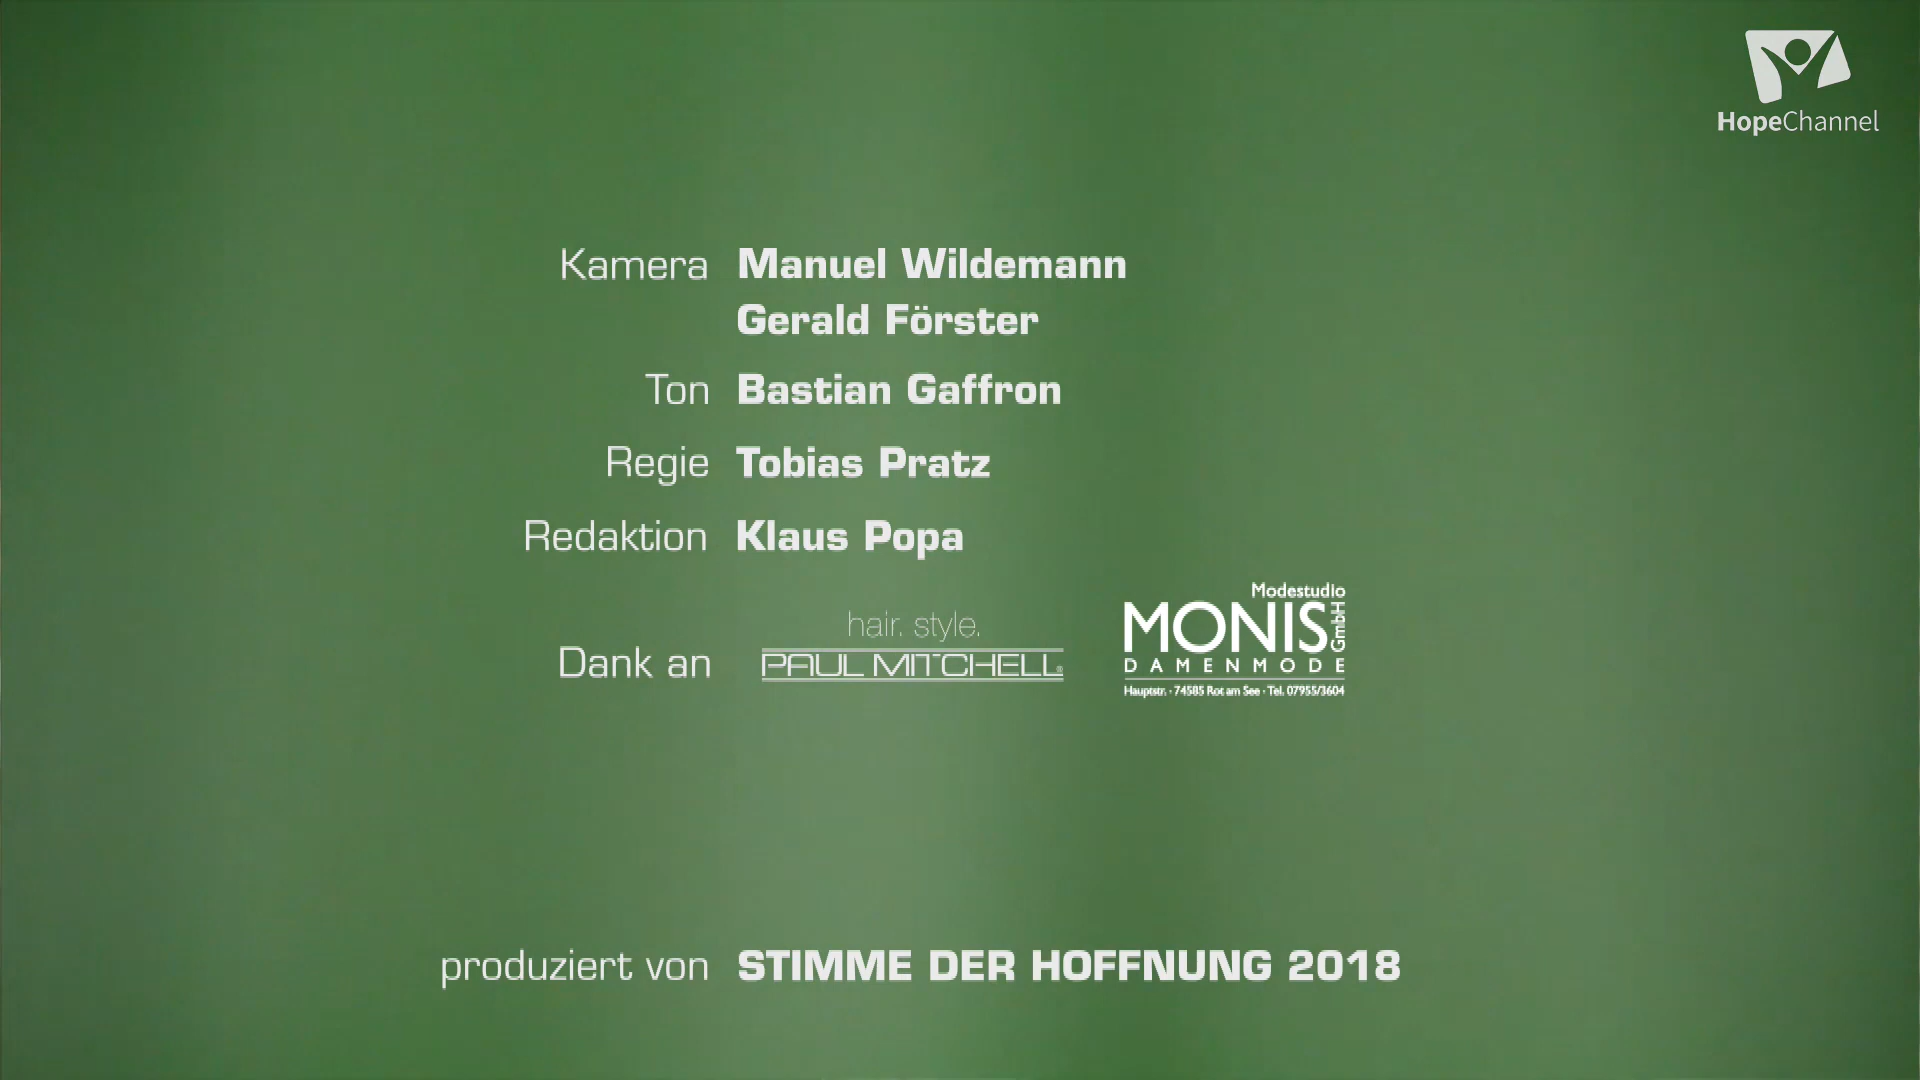 HopeChannel
Kamera Manuel Wildemann
Gerald Förster
Ton Bastian Gaffron
Regie Tobias Pratz
Redaktion Klaus Popa
Dank an
hair. style.
PAUL MITCHELL®
Modestudio
MONIS GmbH
DAMENMODE
Hauptstr. · 74585 Rot am See · Tel. 07955/3604
produziert von STIMME DER HOFFNUNG 2018